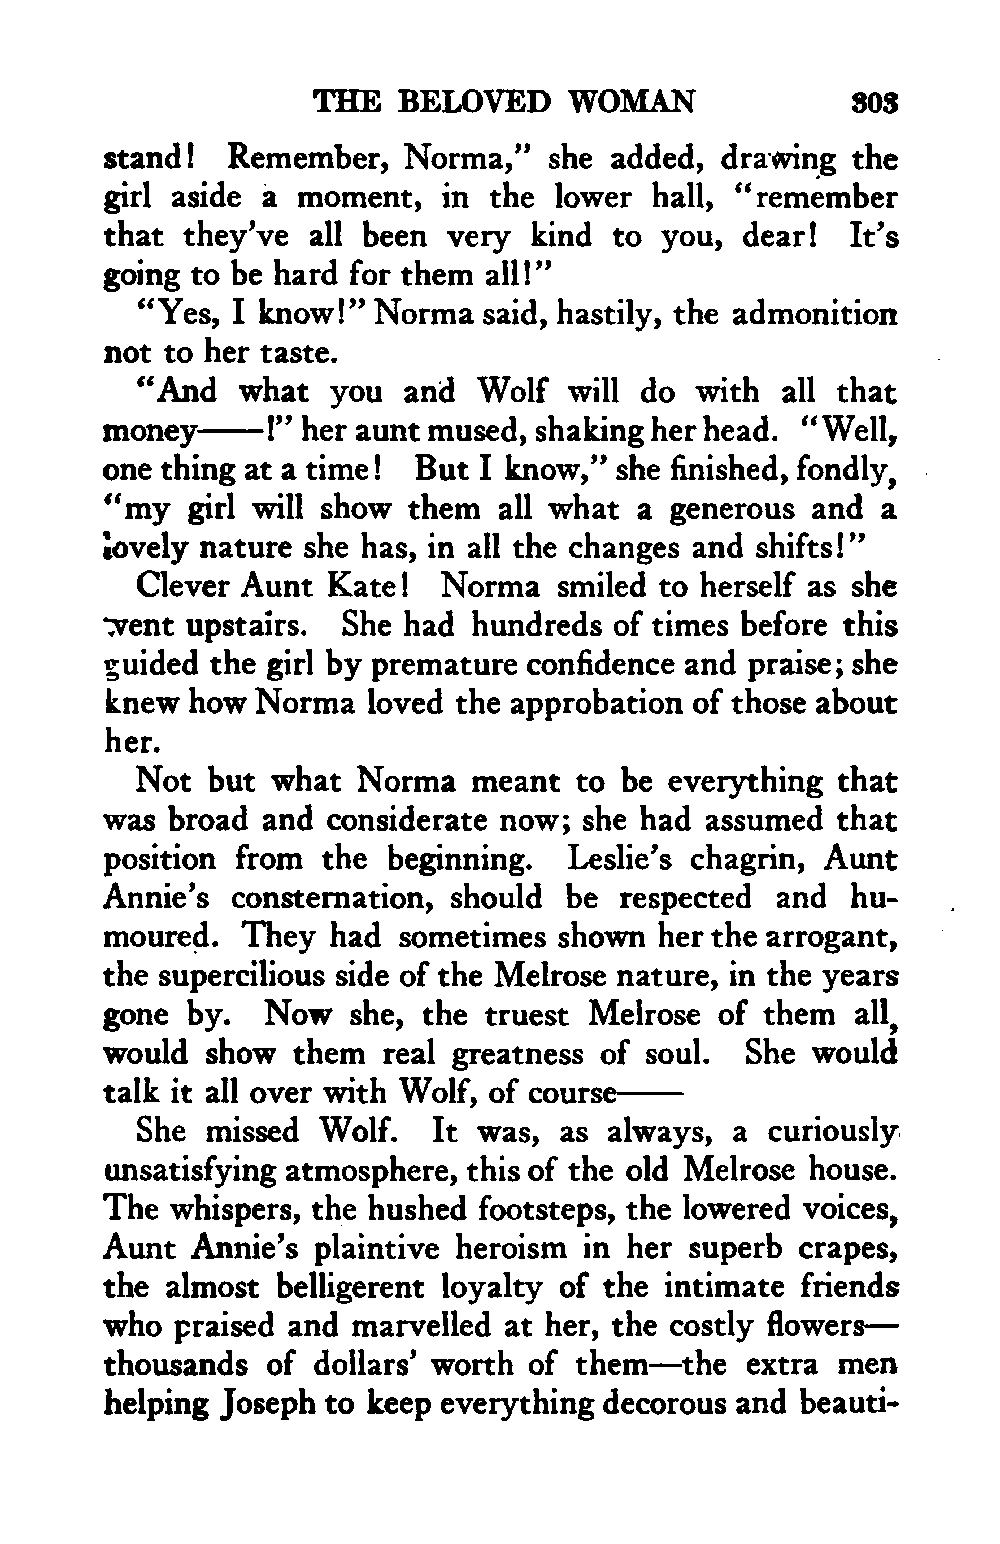 THE BELOVED WOMAN 303
stand! Remember, Norma,” she added, drawing the
girl aside a moment, in the lower hall, “remember
that they’ve all been very kind to you, dear! It’s
going to be hard for them all!”
“Yes, I know!” Norma said, hastily, the admonition
not to her taste.
“And what you and Wolf will do with all that
money——!” her aunt mused, shaking her head. “Well,
one thing at a time! But I know,” she finished, fondly,
“my girl will show them all what a generous and a
lovely nature she has, in all the changes and shifts!”
Clever Aunt Kate! Norma smiled to herself as she
went upstairs. She had hundreds of times before this
guided the girl by premature confidence and praise; she
knew how Norma loved the approbation of those about
her.
Not but what Norma meant to be everything that
was broad and considerate now; she had assumed that
position from the beginning. Leslie’s chagrin, Aunt
Annie’s consternation, should be respected and hu-
moured. They had sometimes shown her the arrogant,
the supercilious side of the Melrose nature, in the years
gone by. Now she, the truest Melrose of them all,
would show them real greatness of soul. She would
talk it all over with Wolf, of course——
She missed Wolf. It was, as always, a curiously
unsatisfying atmosphere, this of the old Melrose house.
The whispers, the hushed footsteps, the lowered voices,
Aunt Annie’s plaintive heroism in her superb crapes,
the almost belligerent loyalty of the intimate friends
who praised and marvelled at her, the costly flowers—
thousands of dollars’ worth of them—the extra men
helping Joseph to keep everything decorous and beauti-